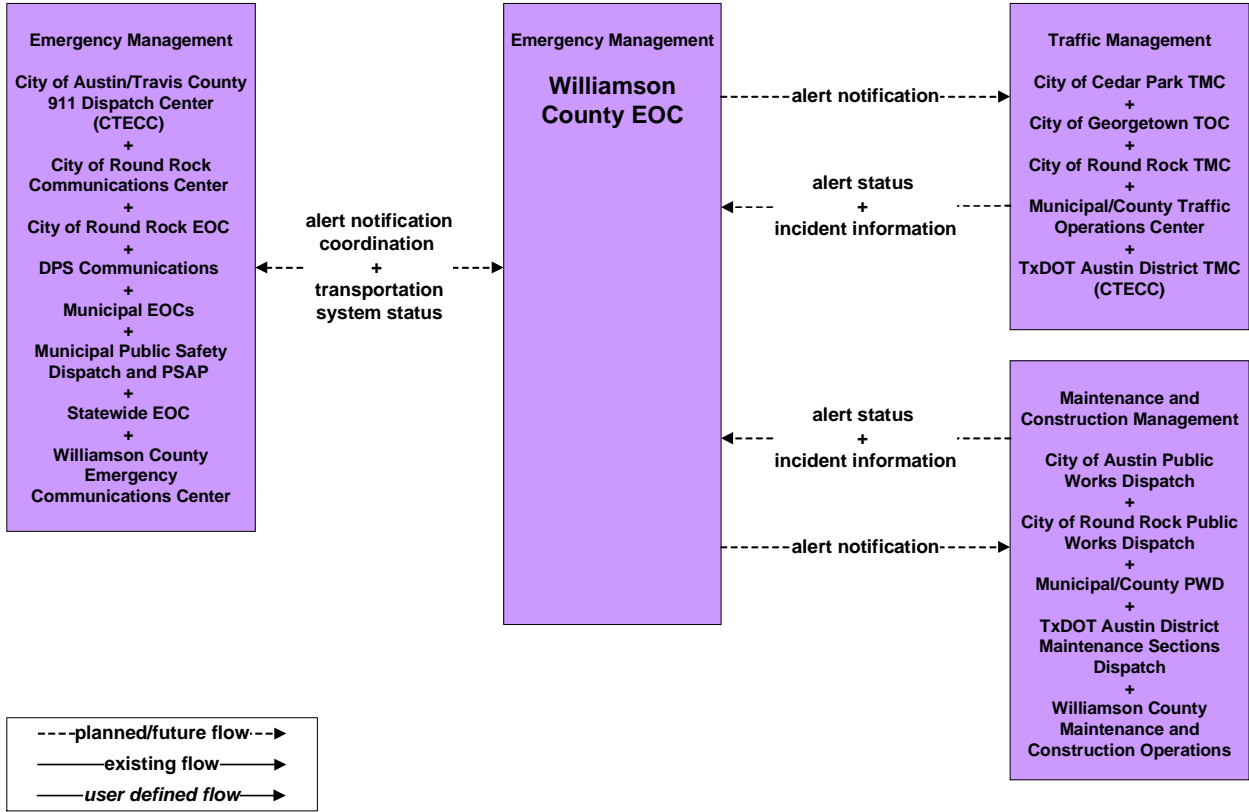 Emergency Management
City of Austin/Travis County
911 Dispatch Center
(CTECC)
+
City of Round Rock
Communications Center
+
City of Round Rock EOC
+
DPS Communications
+
Municipal EOCs
+
Municipal Public Safety
Dispatch and PSAP
+
Statewide EOC
+
Williamson County
Emergency
Communications Center
alert notification
coordination
+
transportation
system status
Emergency Management
Williamson
County EOC
alert notification
alert status
+
incident information
alert status
+
incident information
alert notification
Traffic Management
City of Cedar Park TMC
+
City of Georgetown TOC
+
City of Round Rock TMC
+
Municipal/County Traffic
Operations Center
+
TxDOT Austin District TMC
(CTECC)
Maintenance and
Construction Management
City of Austin Public
Works Dispatch
+
City of Round Rock Public
Works Dispatch
+
Municipal/County PWD
+
TxDOT Austin District
Maintenance Sections
Dispatch
+
Williamson County
Maintenance and
Construction Operations
planned/future flow
existing flow
user defined flow